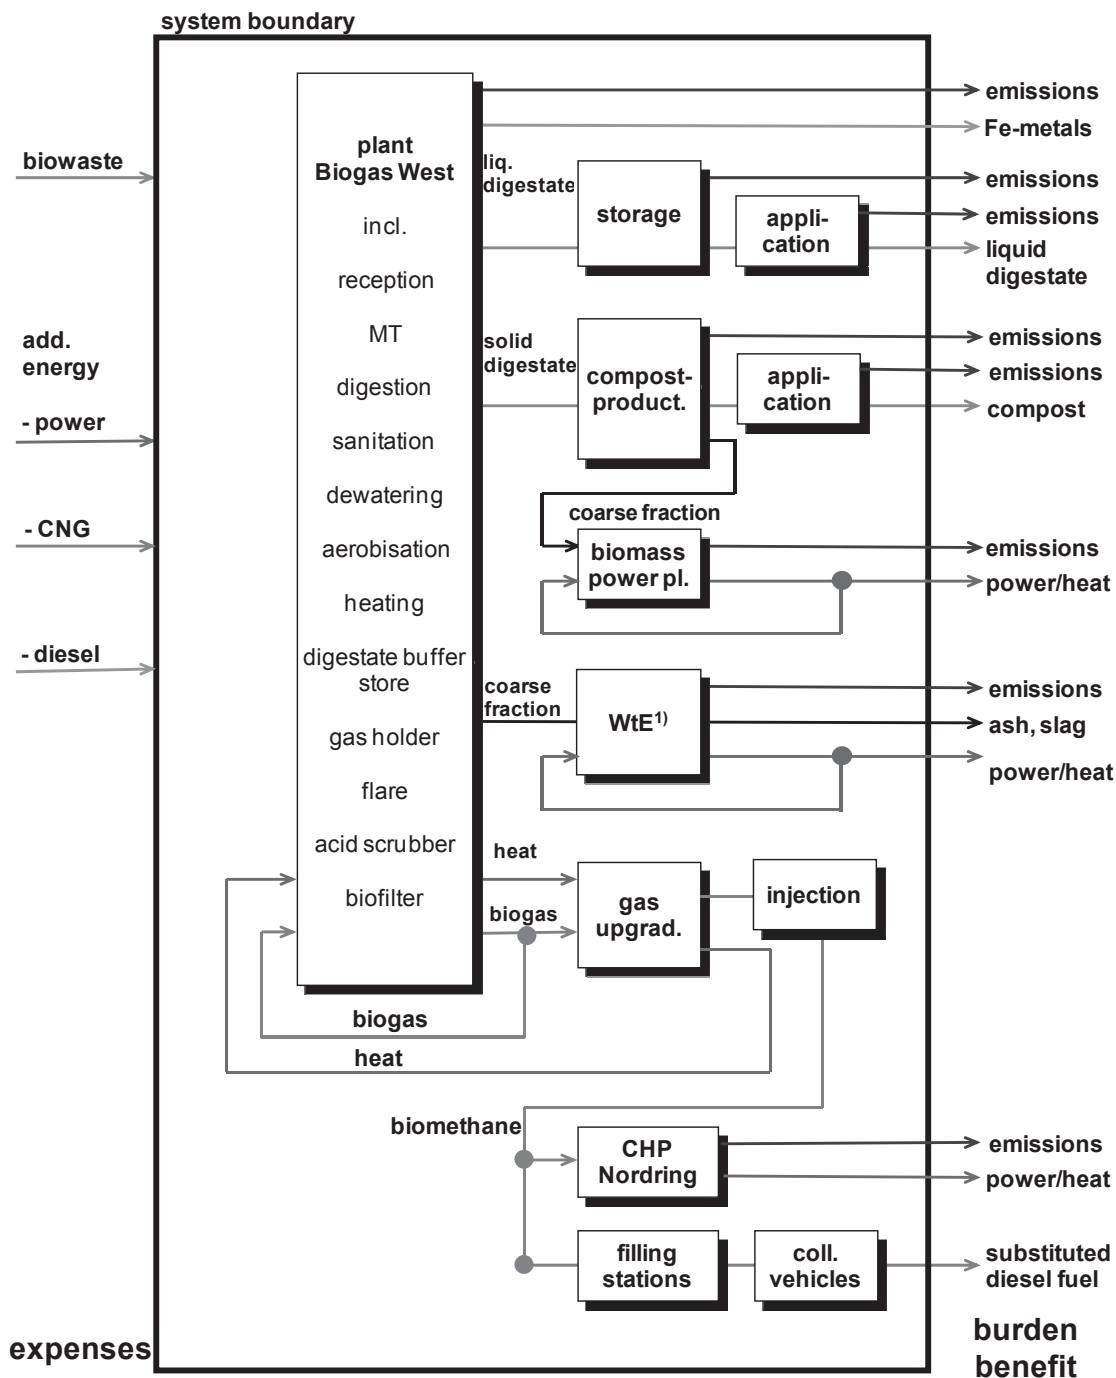 system boundary
biowaste
add.
energy
- power
- CNG
- diesel
expenses
plant
Biogas West
incl.
reception
MT
digestion
sanitation
dewatering
aerobisation
heating
digestate buffer
store
gas holder
flare
acid scrubber
biofilter
emissions
Fe-metals
liq.
digestate
storage
emissions
appli-
cation
emissions
liquid
digestate
solid
digestate
compost-
product.
emissions
appli-
cation
emissions
compost
coarse fraction
biomass
power pl.
emissions
power/heat
coarse
fraction
WtE1)
emissions
ash, slag
power/heat
heat
biogas
gas
upgrad.
injection
biogas
heat
biomethane
CHP
Nordring
emissions
power/heat
filling
stations
coll.
vehicles
substituted
diesel fuel
burden
benefit